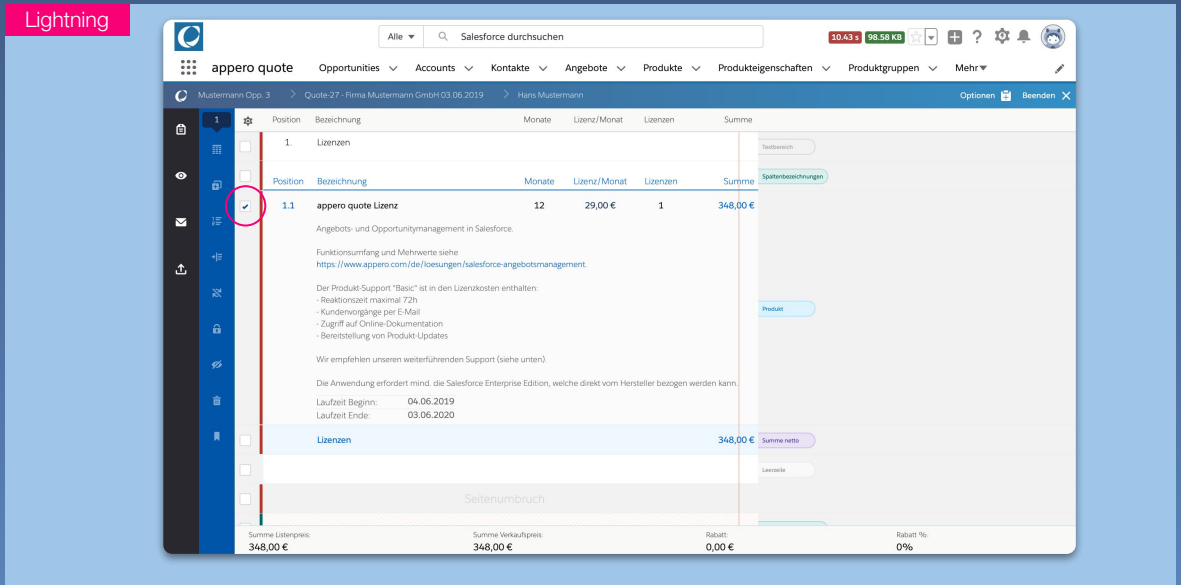 Lightning
Alle
Salesforce durchsuchen
10.43 s
98.58 KB
appero quote
Opportunities
Accounts
Kontakte
Angebote
Produkte
Produkteigenschaften
Produktgruppen
Mehr
Mustermann Opp. 3
Quote-27 - Firma Mustermann GmbH 03.06.2019
Hans Mustermann
Optionen
Beenden
1
Position Bezeichnung Monate Lizenz/Monat Lizenzen Summe
1. Lizenzen
Textbereich
Spaltenbezeichnungen
Position Bezeichnung Monate Lizenz/Monat Lizenzen Summe
1.1 appero quote Lizenz 12 29,00 € 1 348,00 €
Angebots- und Opportunitymanagement in Salesforce.
Funktionsumfang und Mehrwerte siehe
https://www.appero.com/de/loesungen/salesforce-angebotsmanagement.
Der Produkt-Support "Basic" ist in den Lizenzkosten enthalten:
- Reaktionszeit maximal 72h
- Kundenvorgänge per E-Mail
Produkt
- Zugriff auf Online-Dokumentation
- Bereitstellung von Produkt-Updates
Wir empfehlen unseren weiterführenden Support (siehe unten).
Die Anwendung erfordert mind. die Salesforce Enterprise Edition, welche direkt vom Hersteller bezogen werden kann.
Laufzeit Beginn: 04.06.2019
Laufzeit Ende: 03.06.2020
Lizenzen 348,00 € Summe netto
Leerzeile
Seitenumbruch
Summe Listenpreis: Summe Verkaufspreis: Rabatt: Rabatt %:
348,00 € 348,00 € 0,00 € 0%